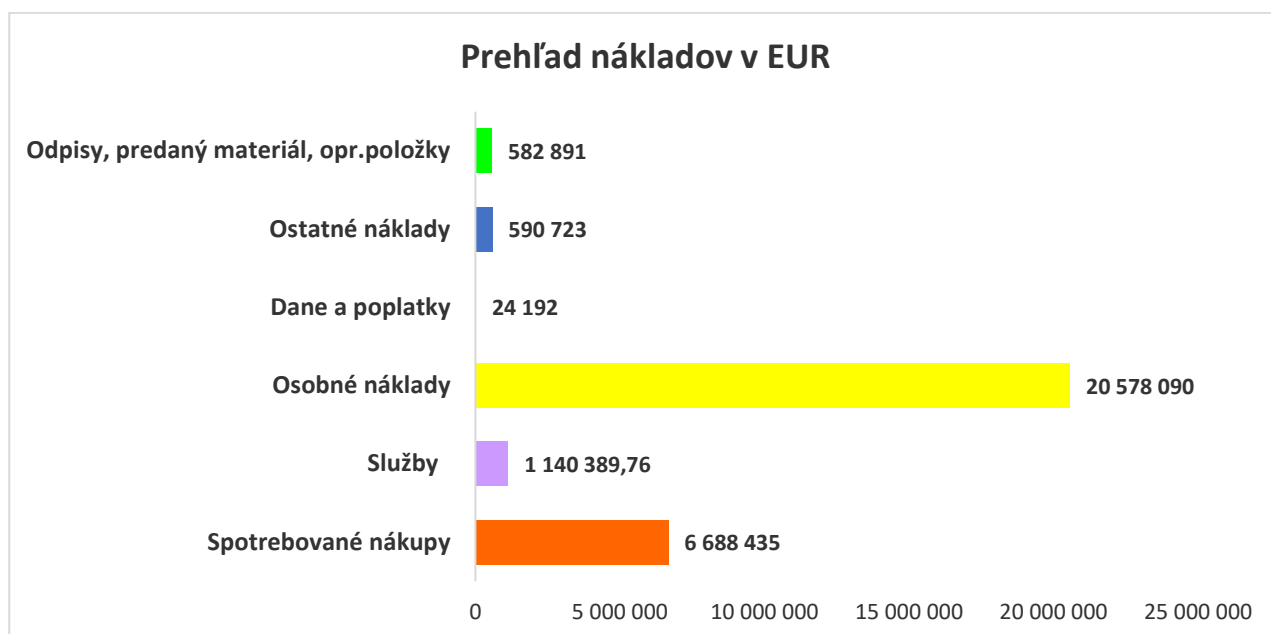 Prehľad nákladov v EUR
Odpisy, predaný materiál, opr.položky 582 891
Ostatné náklady 590 723
Dane a poplatky 24 192
Osobné náklady 20 578 090
Služby 1 140 389,76
Spotrebované nákupy 6 688 435
0 5 000 000 10 000 000 15 000 000 20 000 000 25 000 000